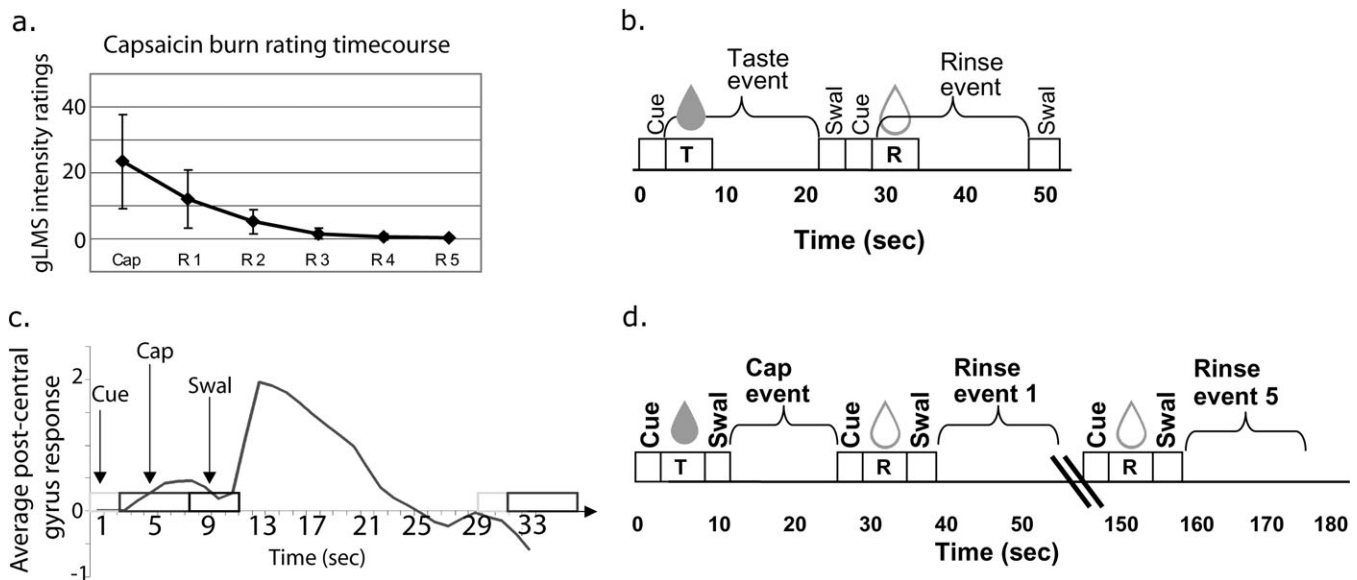 a.
Capsaicin burn rating timecourse
gLMS intensity ratings
40
20
0
Cap R 1 R 2 R 3 R 4 R 5
b.
Taste event
Rinse event
Cue Swal Cue Swal
T R
0 10 20 30 40 50
Time (sec)
c.
Average post-central gyrus response
2
1
0
-1
Cue
Cap
Swal
1 5 9 13 17 21 25 29 33
Time (sec)
d.
Cap event
Rinse event 1
Rinse event 5
Cue Swal Cue Swal Cue Swal
T R R
0 10 20 30 40 50 150 160 170 180
Time (sec)